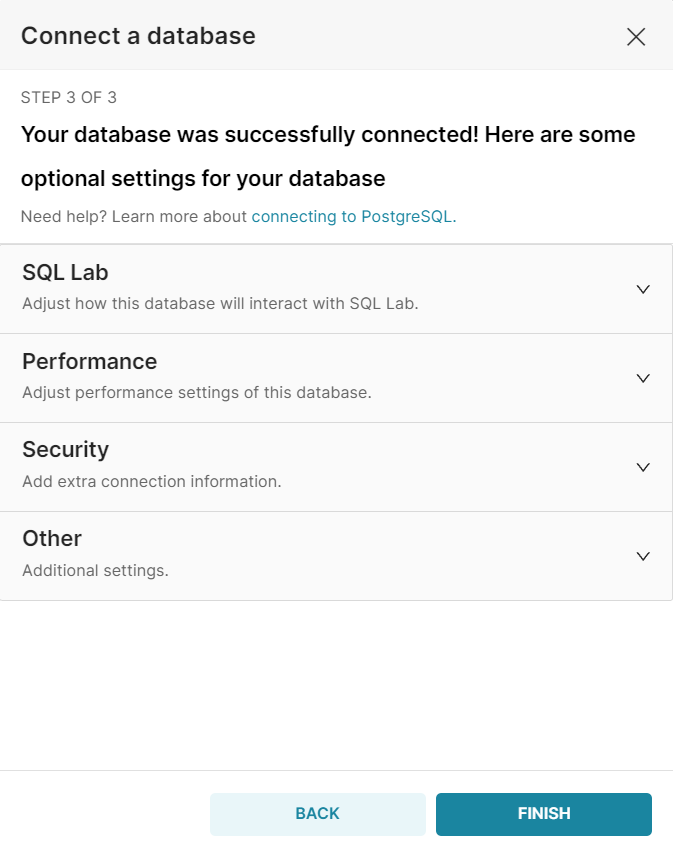 Connect a database
STEP 3 OF 3
Your database was successfully connected! Here are some
optional settings for your database
Need help? Learn more about connecting to PostgreSQL.
SQL Lab
Adjust how this database will interact with SQL Lab.
Performance
Adjust performance settings of this database.
Security
Add extra connection information.
Other
Additional settings.
BACK
FINISH